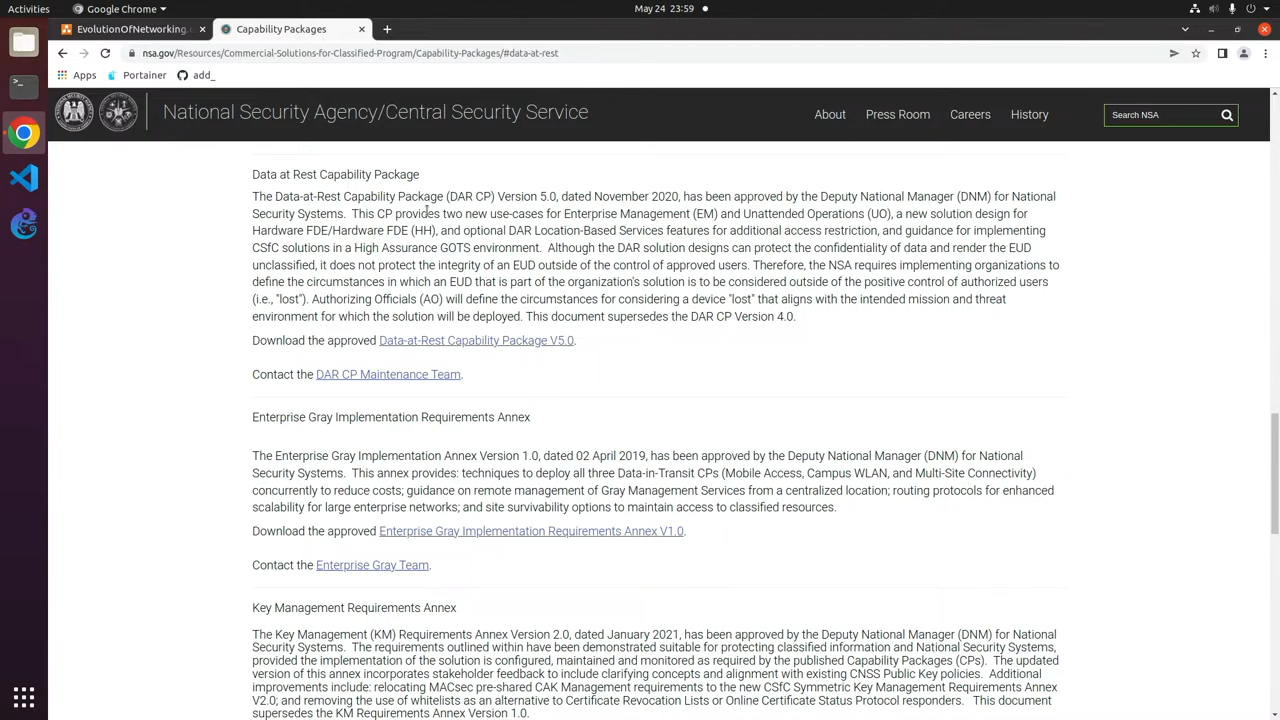 Activities
Google Chrome
May 24 23:59
EvolutionOfNetworking.
Capability Packages
nsa.gov/Resources/Commercial-Solutions-for-Classified-Program/Capability-Packages/#data-at-rest
Apps
Portainer
add_
National Security Agency/Central Security Service
About
Press Room
Careers
History
Search NSA
Data at Rest Capability Package
The Data-at-Rest Capability Package (DAR CP) Version 5.0, dated November 2020, has been approved by the Deputy National Manager (DNM) for National
Security Systems.  This CP provides two new use-cases for Enterprise Management (EM) and Unattended Operations (UO), a new solution design for
Hardware FDE/Hardware FDE (HH), and optional DAR Location-Based Services features for additional access restriction, and guidance for implementing
CSfC solutions in a High Assurance GOTS environment.  Although the DAR solution designs can protect the confidentiality of data and render the EUD
unclassified, it does not protect the integrity of an EUD outside of the control of approved users. Therefore, the NSA requires implementing organizations to
define the circumstances in which an EUD that is part of the organization's solution is to be considered outside of the positive control of authorized users
(i.e., "lost"). Authorizing Officials (AO) will define the circumstances for considering a device "lost" that aligns with the intended mission and threat
environment for which the solution will be deployed. This document supersedes the DAR CP Version 4.0.
Download the approved Data-at-Rest Capability Package V5.0.
Contact the DAR CP Maintenance Team.
Enterprise Gray Implementation Requirements Annex
The Enterprise Gray Implementation Annex Version 1.0, dated 02 April 2019, has been approved by the Deputy National Manager (DNM) for National
Security Systems.  This annex provides: techniques to deploy all three Data-in-Transit CPs (Mobile Access, Campus WLAN, and Multi-Site Connectivity)
concurrently to reduce costs; guidance on remote management of Gray Management Services from a centralized location; routing protocols for enhanced
scalability for large enterprise networks; and site survivability options to maintain access to classified resources.
Download the approved Enterprise Gray Implementation Requirements Annex V1.0.
Contact the Enterprise Gray Team.
Key Management Requirements Annex
The Key Management (KM) Requirements Annex Version 2.0, dated January 2021, has been approved by the Deputy National Manager (DNM) for National
Security Systems.  The requirements outlined within have been demonstrated suitable for protecting classified information and National Security Systems,
provided the implementation of the solution is configured, maintained and monitored as required by the published Capability Packages (CPs).  The updated
version of this annex incorporates stakeholder feedback to include clarifying concepts and alignment with existing CNSS Public Key policies.  Additional
improvements include: relocating MACsec pre-shared CAK Management requirements to the new CSfC Symmetric Key Management Requirements Annex
V2.0; and removing the use of whitelists as an alternative to Certificate Revocation Lists or Online Certificate Status Protocol responders.  This document
supersedes the KM Requirements Annex Version 1.0.